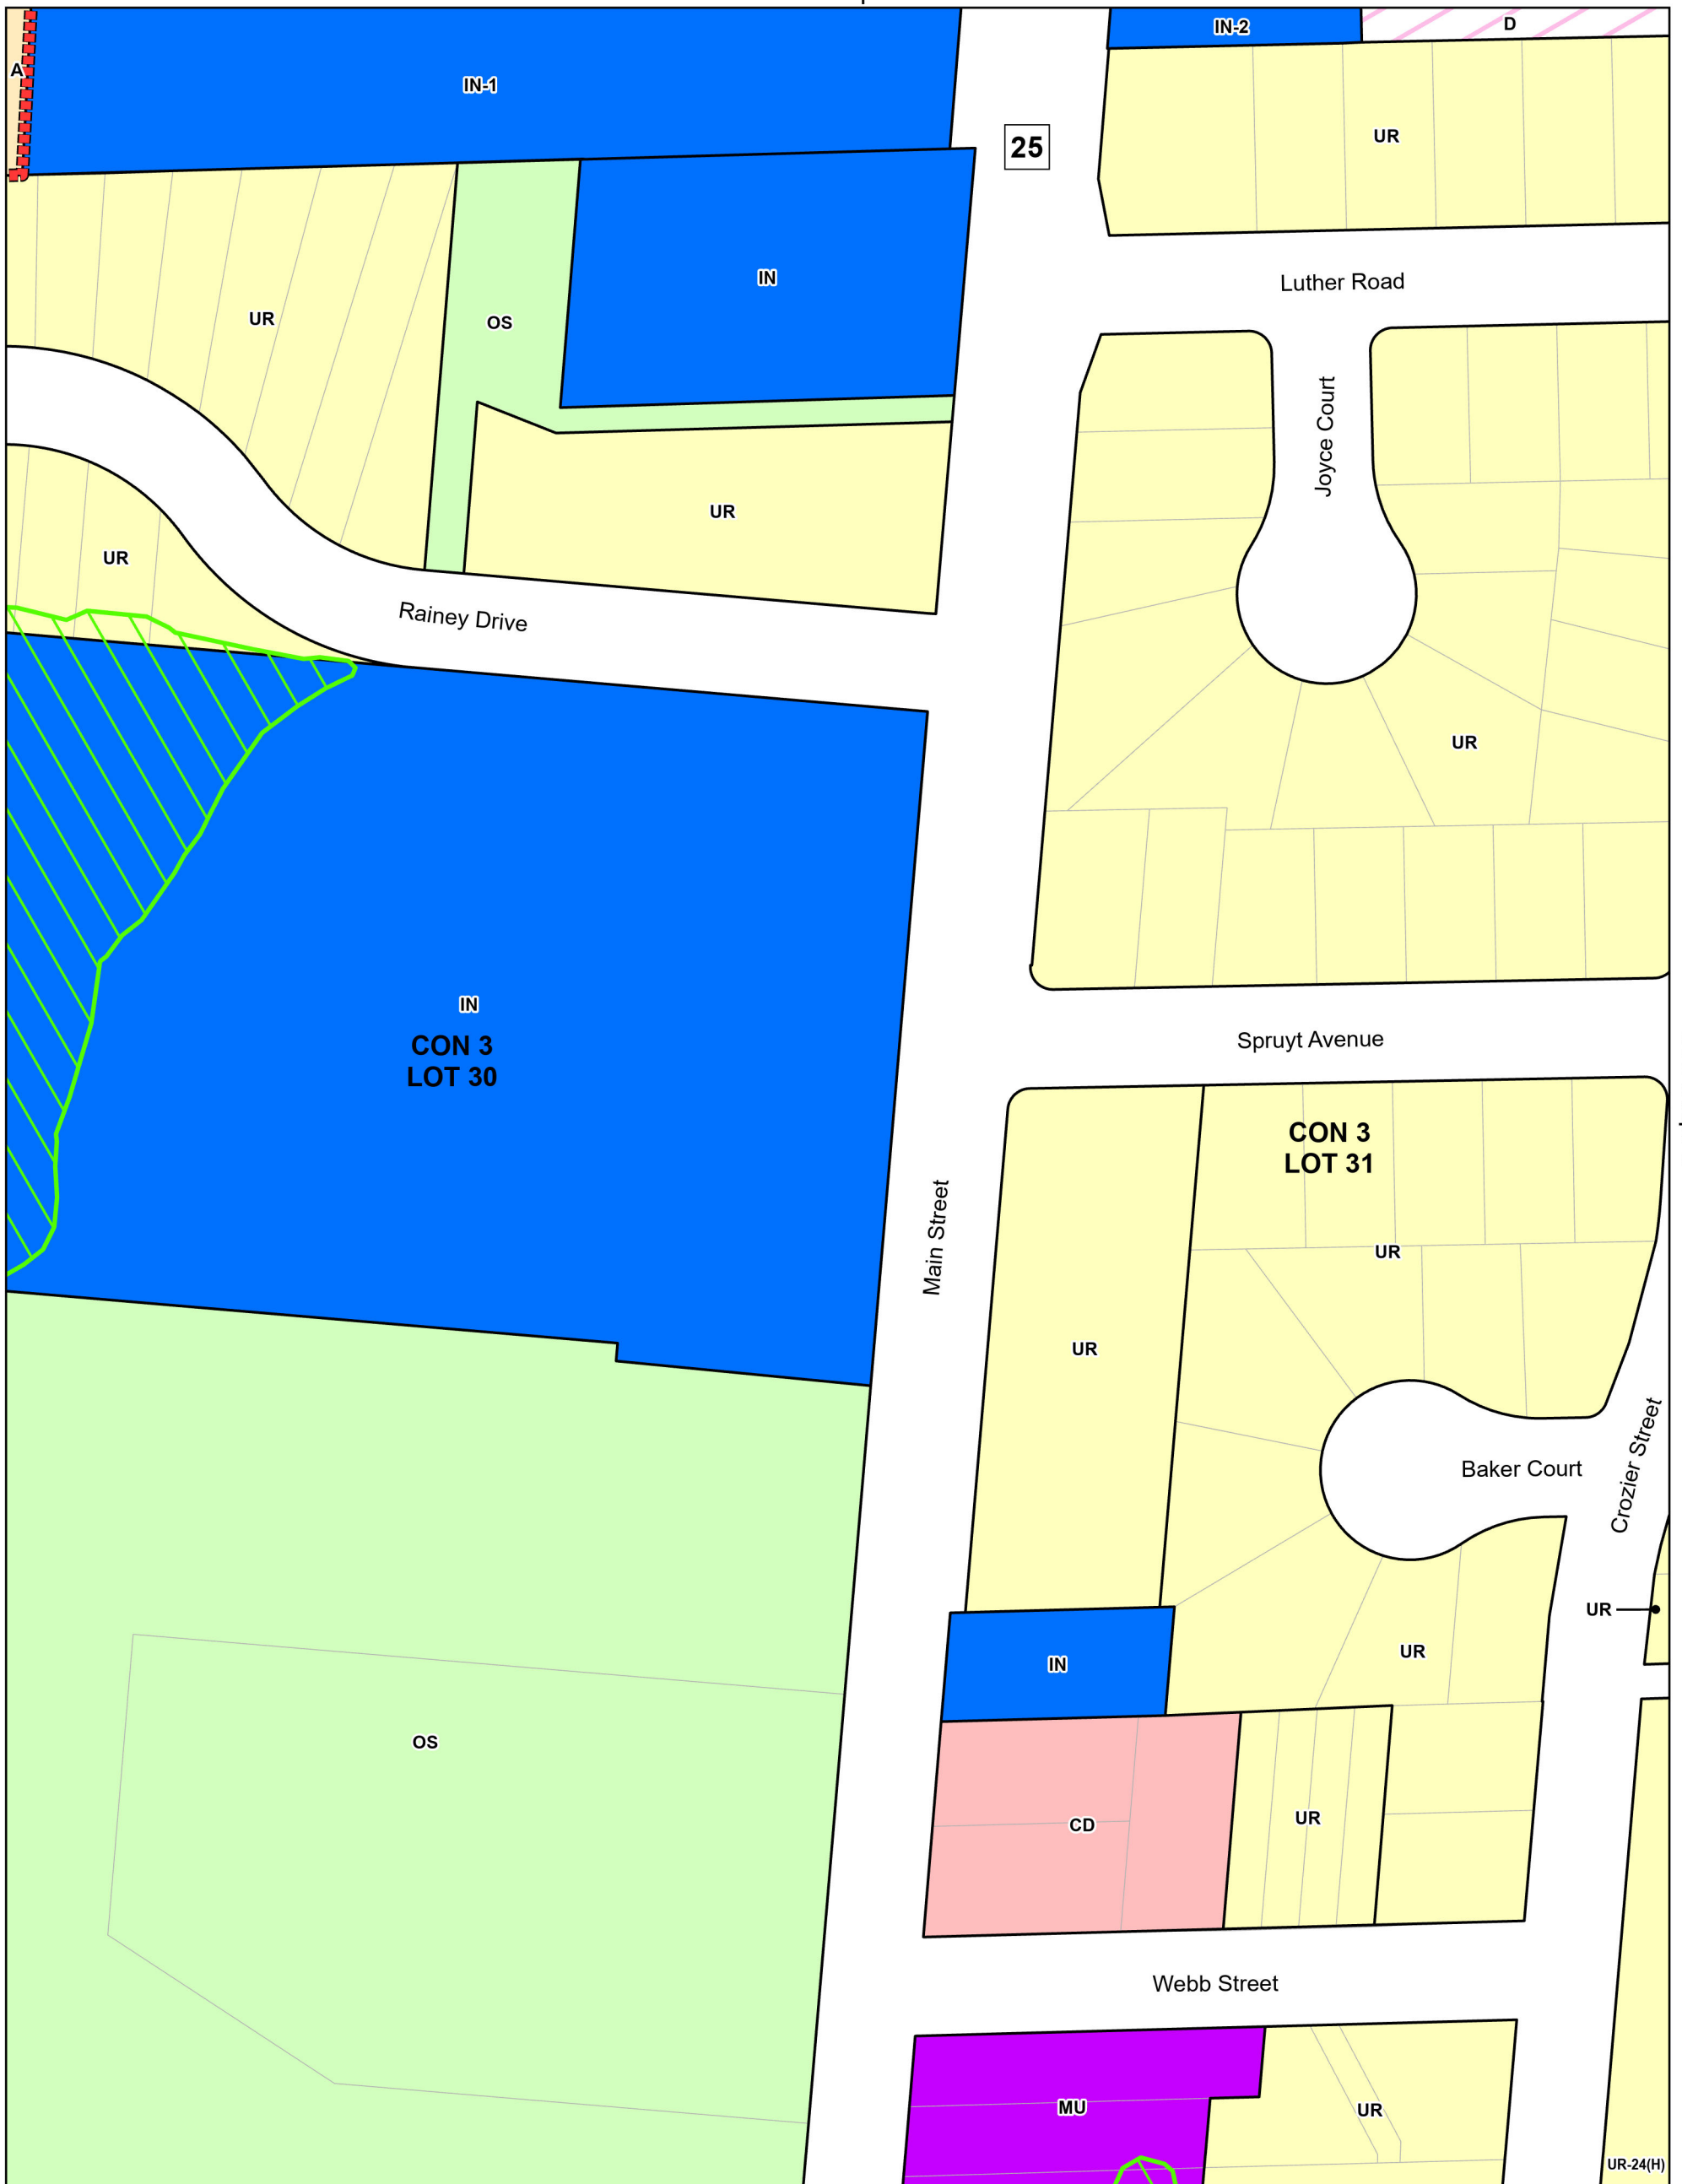 IN-2
D
A
IN-1
UR
25
IN
Luther Road
UR
OS
Joyce Court
UR
UR
Rainey Drive
UR
IN
CON 3
LOT 30
Spruyt Avenue
CON 3
LOT 31
Main Street
UR
UR
Crozier Street
Baker Court
UR
UR
IN
OS
UR
CD
Webb Street
MU
UR
UR-24(H)